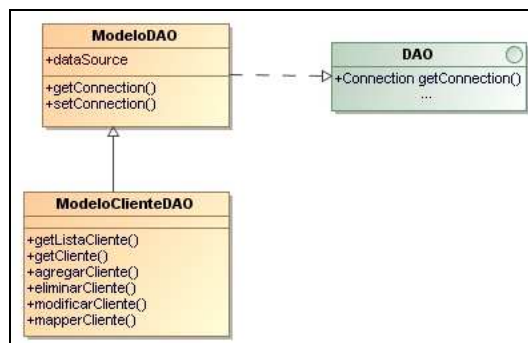 ModeloDAO
+dataSource
+getConnection()
+setConnection()
DAO
+Connection getConnection()
...
ModeloClienteDAO
+getListaCliente()
+getCliente()
+agregarCliente()
+eliminarCliente()
+modificarCliente()
+mapperCliente()